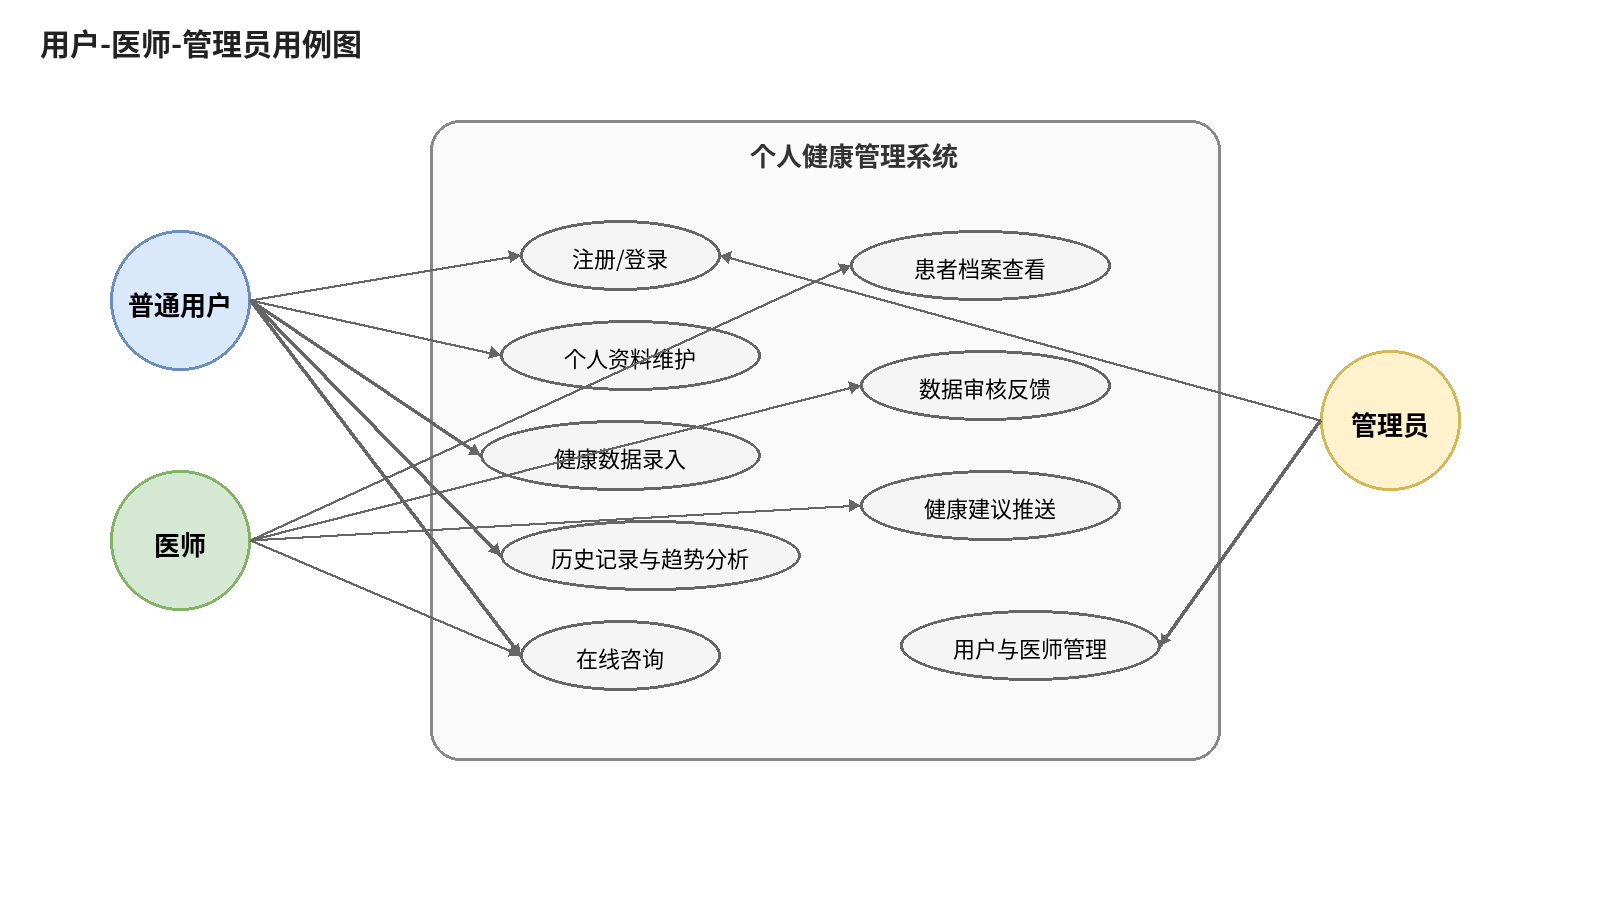 用户-医师-管理员用例图
个人健康管理系统
注册/登录
患者档案查看
普通用户
个人资料维护
数据审核反馈
管理员
健康数据录入
健康建议推送
医师
历史记录与趋势分析
在线咨询
用户与医师管理